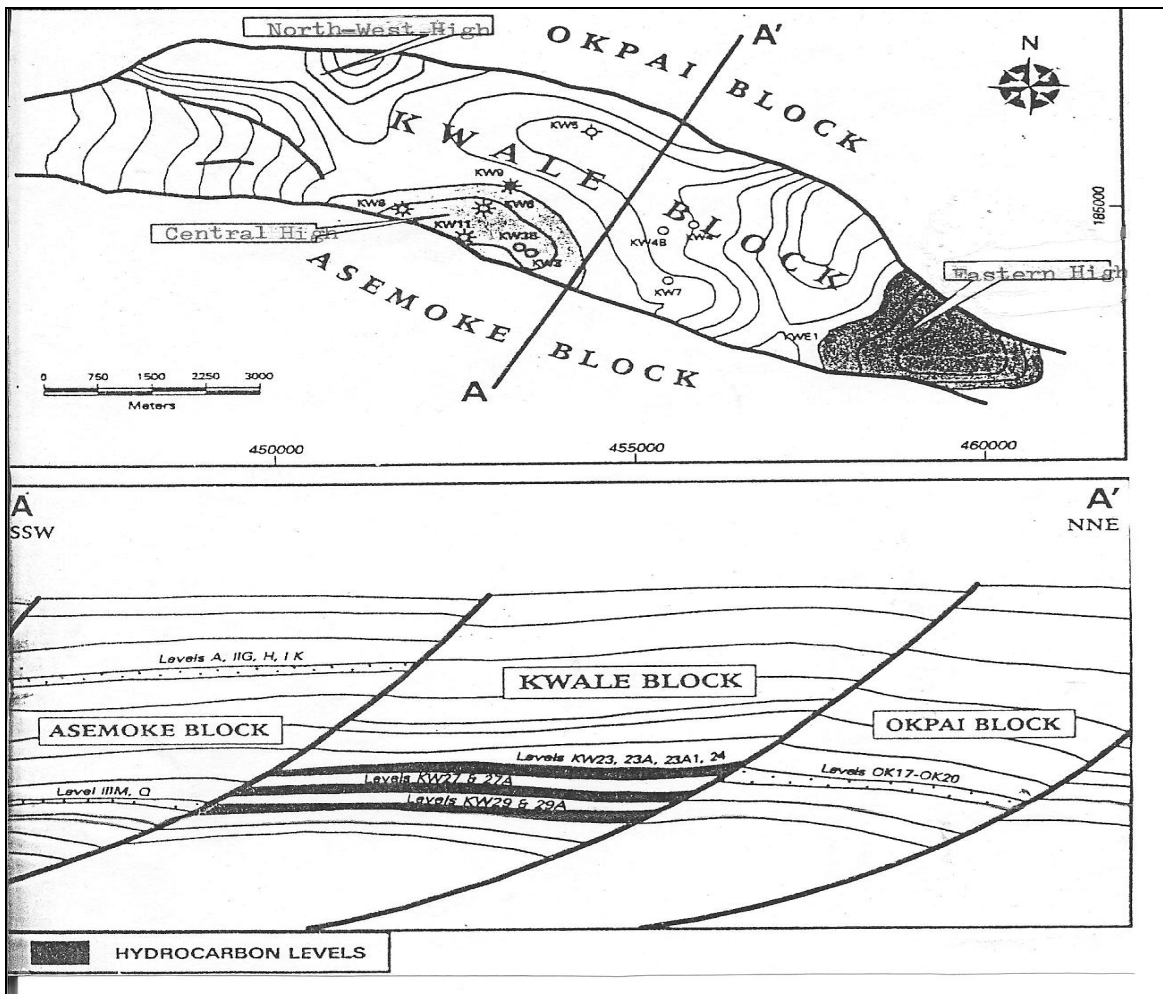 North-West High
OKPAI BLOCK
A'
N
KWALE BLOCK
KW5
KW9
KW8
KW6
KW11
KW3B
KW3
KW4B
KW4
KW7
KWE1
185000
Central High
Eastern High
ASEMOKE BLOCK
A
0 750 1500 2250 3000
Meters
450000 455000 460000
A
SSW
A'
NNE
Levels A, IIG, H, I K
KWALE BLOCK
ASEMOKE BLOCK
OKPAI BLOCK
Levels KW23, 23A, 23A1, 24
Levels KW27 & 27A
Levels OK17-OK20
Level IIIM, Q
Levels KW29 & 29A
HYDROCARBON LEVELS